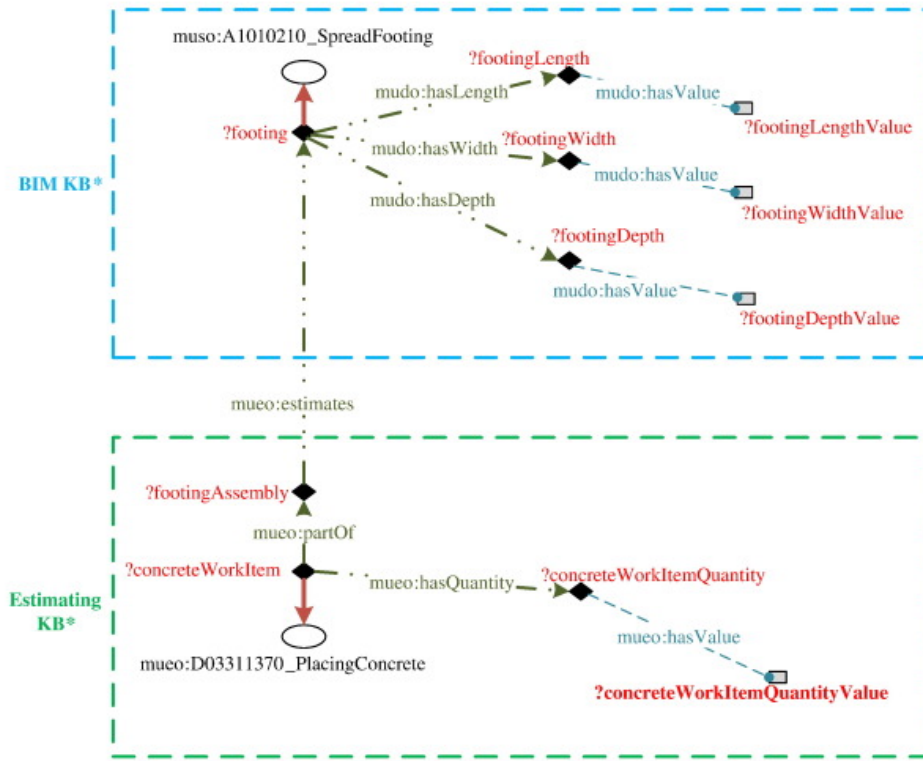 muso:A1010210_SpreadFooting
?footingLength
mudo:hasLength
mudo:hasValue
?footingLengthValue
?footing
?footingWidth
mudo:hasWidth
mudo:hasValue
BIM KB*
mudo:hasDepth
?footingWidthValue
?footingDepth
mudo:hasValue
?footingDepthValue
mueo:estimates
?footingAssembly
mueo:partOf
?concreteWorkItem
mueo:hasQuantity
?concreteWorkItemQuantity
Estimating
KB*
mueo:hasValue
mueo:D03311370_PlacingConcrete
?concreteWorkItemQuantityValue